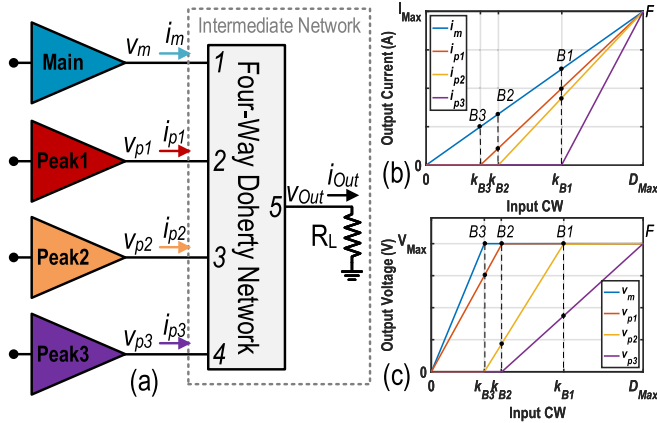 Intermediate Network
Main
v_m
i_m
1
Peak1
v_p1
i_p1
2
Peak2
v_p2
i_p2
3
Peak3
v_p3
i_p3
4
Four-Way Doherty Network
5
v_Out
i_Out
R_L
(a)
I_Max
F
i_m
i_p1
i_p2
i_p3
B3
B2
B1
Output Current (A)
(b)
0
k_B3
k_B2
k_B1
D_Max
Input CW
V_Max
B3
B2
B1
F
v_m
v_p1
v_p2
v_p3
Output Voltage (V)
(c)
0
k_B3
k_B2
k_B1
D_Max
Input CW